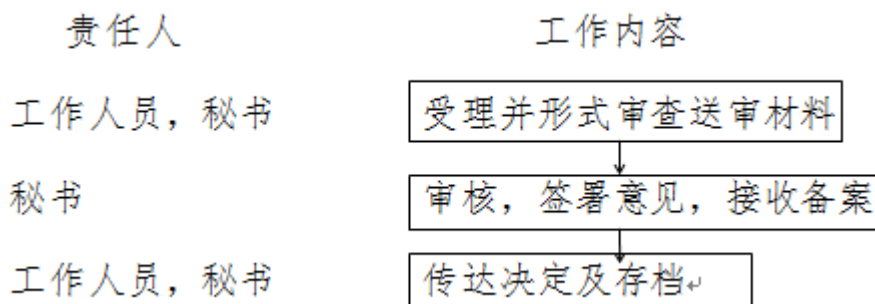 责任人 工作内容
工作人员，秘书 受理并形式审查送审材料
秘书 审核，签署意见，接收备案
工作人员，秘书 传达决定及存档